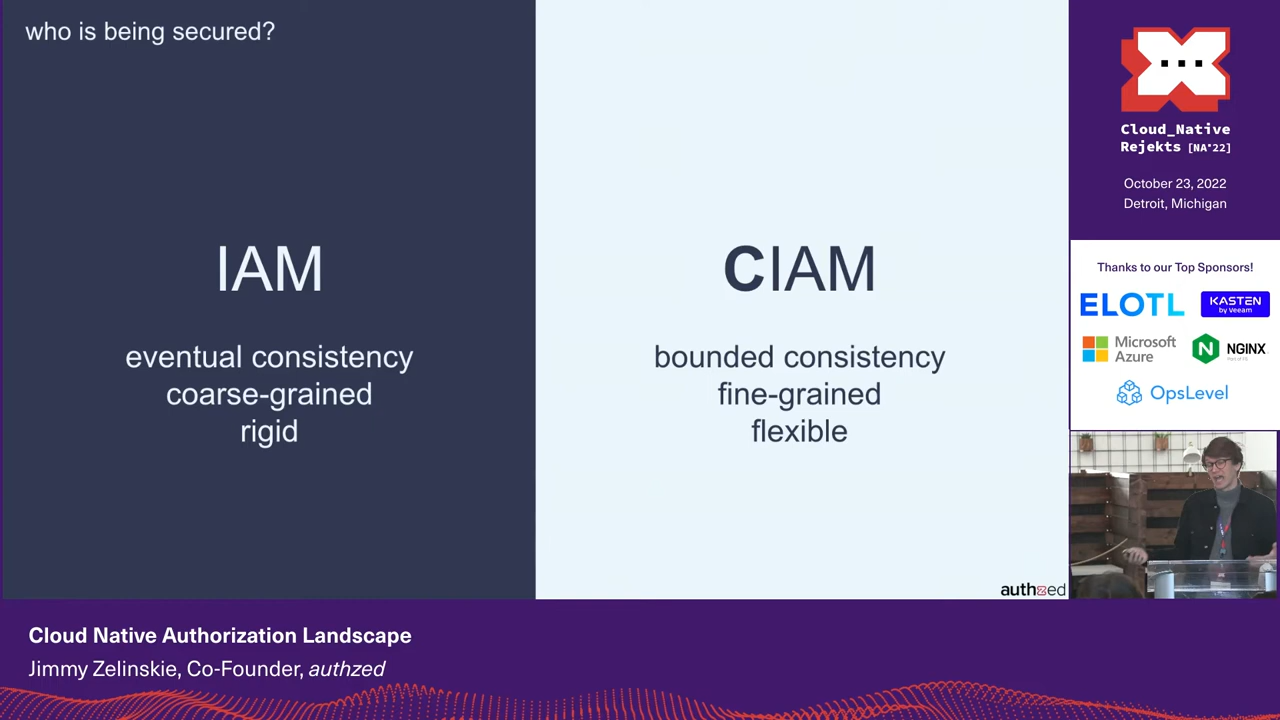 who is being secured?
IAM
eventual consistency
coarse-grained
rigid
CIAM
bounded consistency
fine-grained
flexible
authzed
Cloud_Native
Rejekts [NA'22]
October 23, 2022
Detroit, Michigan
Thanks to our Top Sponsors!
ELOTL
KASTEN
by Veeam
Microsoft
Azure
NGINX
OpsLevel
Cloud Native Authorization Landscape
Jimmy Zelinskie, Co-Founder, authzed